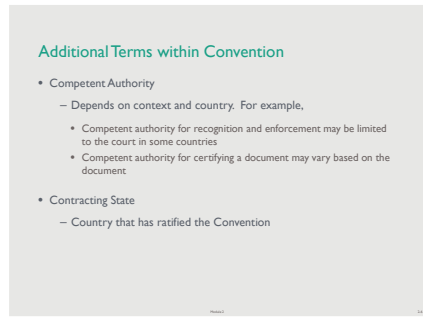 Additional Terms within Convention
• Competent Authority
– Depends on context and country. For example,
• Competent authority for recognition and enforcement may be limited
to the court in some countries
• Competent authority for certifying a document may vary based on the
document
• Contracting State
– Country that has ratified the Convention